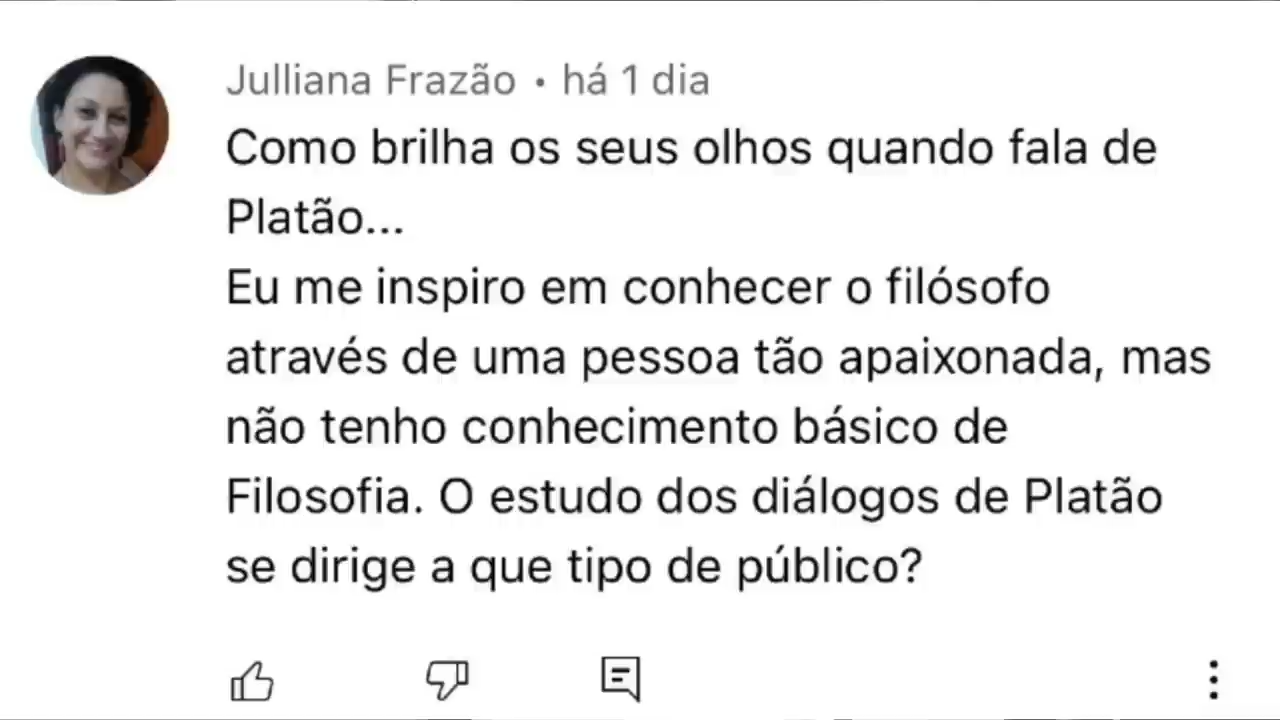 Julliana Frazão • há 1 dia
Como brilha os seus olhos quando fala de
Platão...
Eu me inspiro em conhecer o filósofo
através de uma pessoa tão apaixonada, mas
não tenho conhecimento básico de
Filosofia. O estudo dos diálogos de Platão
se dirige a que tipo de público?